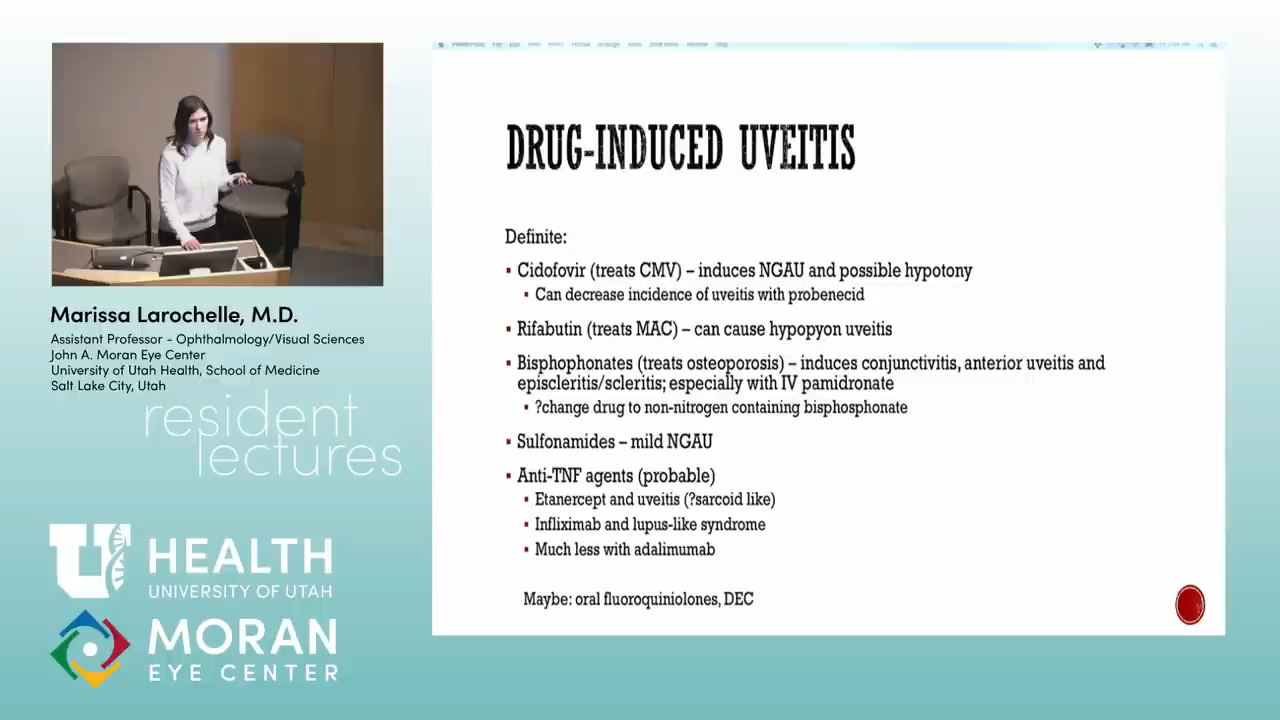 DRUG-INDUCED UVEITIS
Definite:
▪ Cidofovir (treats CMV) – induces NGAU and possible hypotony
▪ Can decrease incidence of uveitis with probenecid
▪ Rifabutin (treats MAC) – can cause hypopyon uveitis
▪ Bisphophonates (treats osteoporosis) – induces conjunctivitis, anterior uveitis and
episcleritis/scleritis; especially with IV pamidronate
▪ ?change drug to non-nitrogen containing bisphosphonate
▪ Sulfonamides – mild NGAU
▪ Anti-TNF agents (probable)
▪ Etanercept and uveitis (?sarcoid like)
▪ Infliximab and lupus-like syndrome
▪ Much less with adalimumab
Maybe: oral fluoroquiniolones, DEC
Marissa Larochelle, M.D.
Assistant Professor - Ophthalmology/Visual Sciences
John A. Moran Eye Center
University of Utah Health, School of Medicine
Salt Lake City, Utah
resident
lectures
U HEALTH
UNIVERSITY OF UTAH
MORAN
EYE CENTER